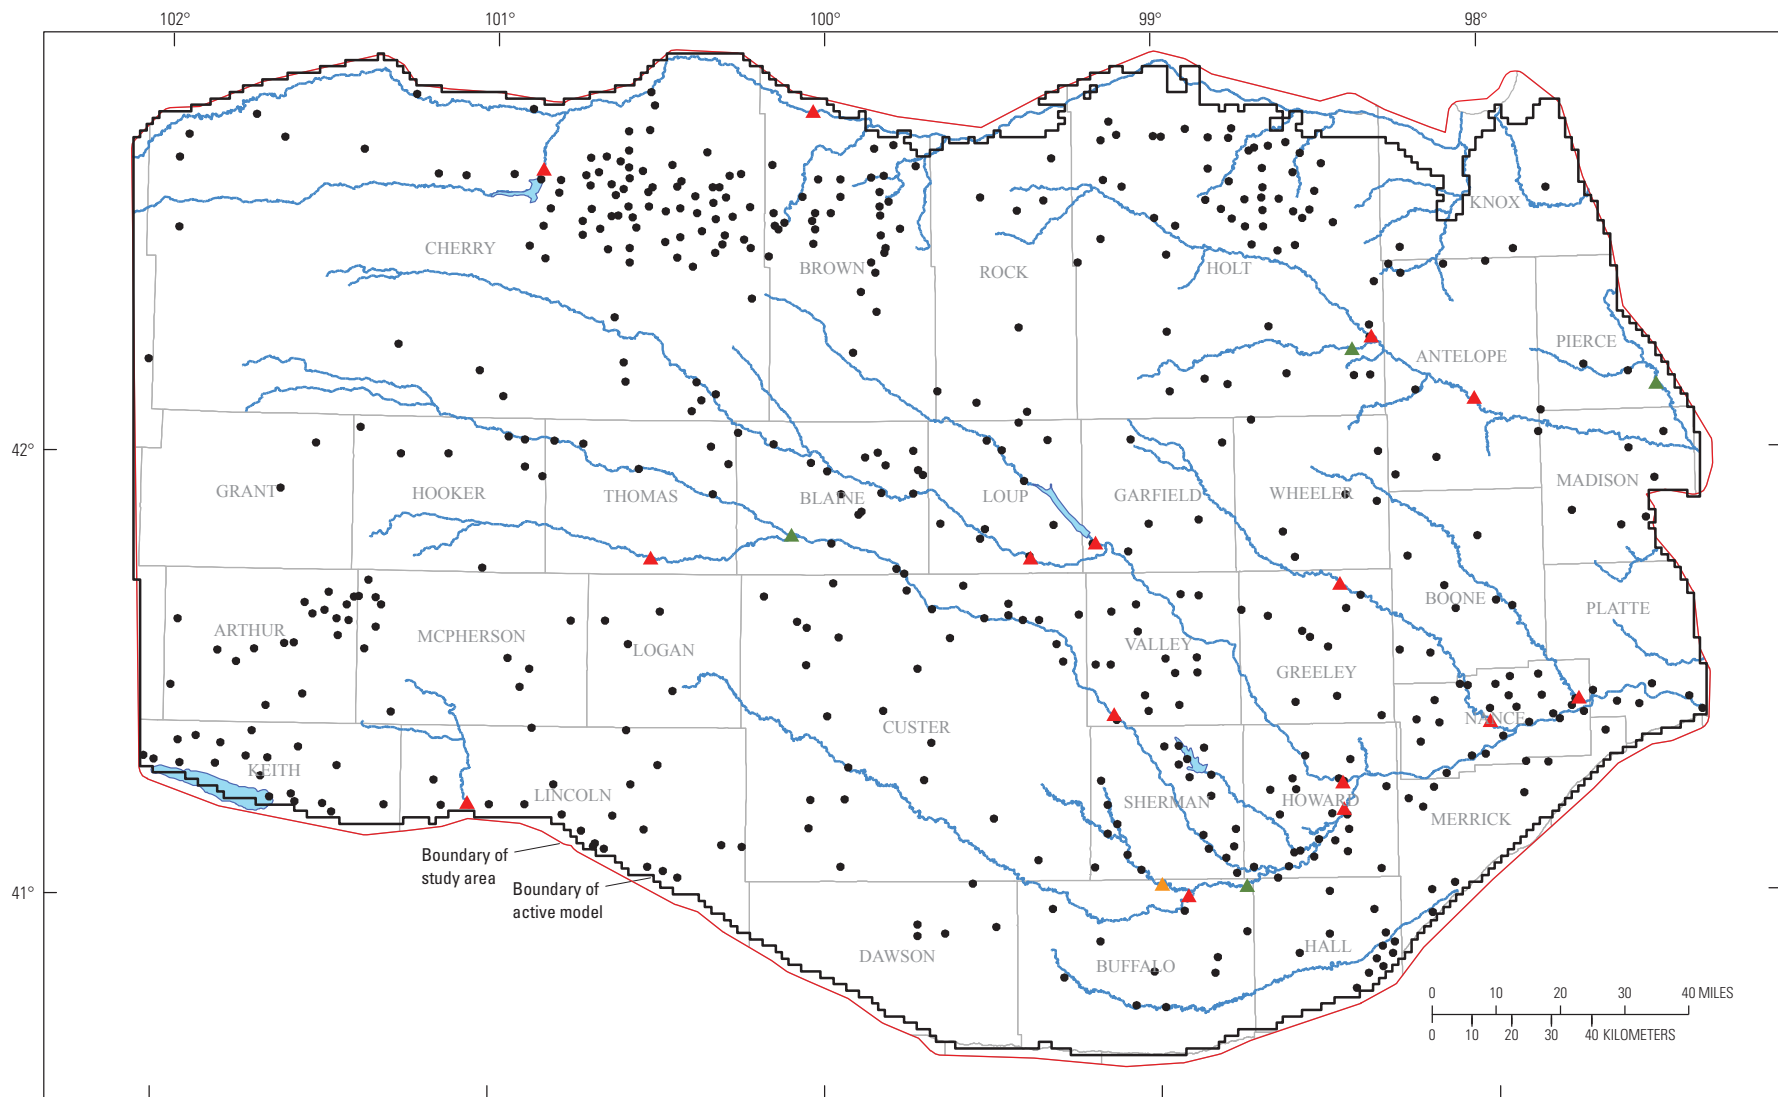 102° 101° 100° 99° 98°
KNOX
CHERRY
BROWN ROCK HOLT
PIERCE
ANTELOPE
42°
MADISON
GRANT HOOKER THOMAS BLAINE LOUP GARFIELD WHEELER
BOONE
PLATTE
ARTHUR MCPHERSON LOGAN VALLEY
GREELEY
CUSTER NANCE
KEITH
LINCOLN SHERMAN HOWARD
MERRICK
Boundary of
study area
Boundary of
active model
41°
DAWSON BUFFALO HALL
0 10 20 30 40 MILES
0 10 20 30 40 KILOMETERS